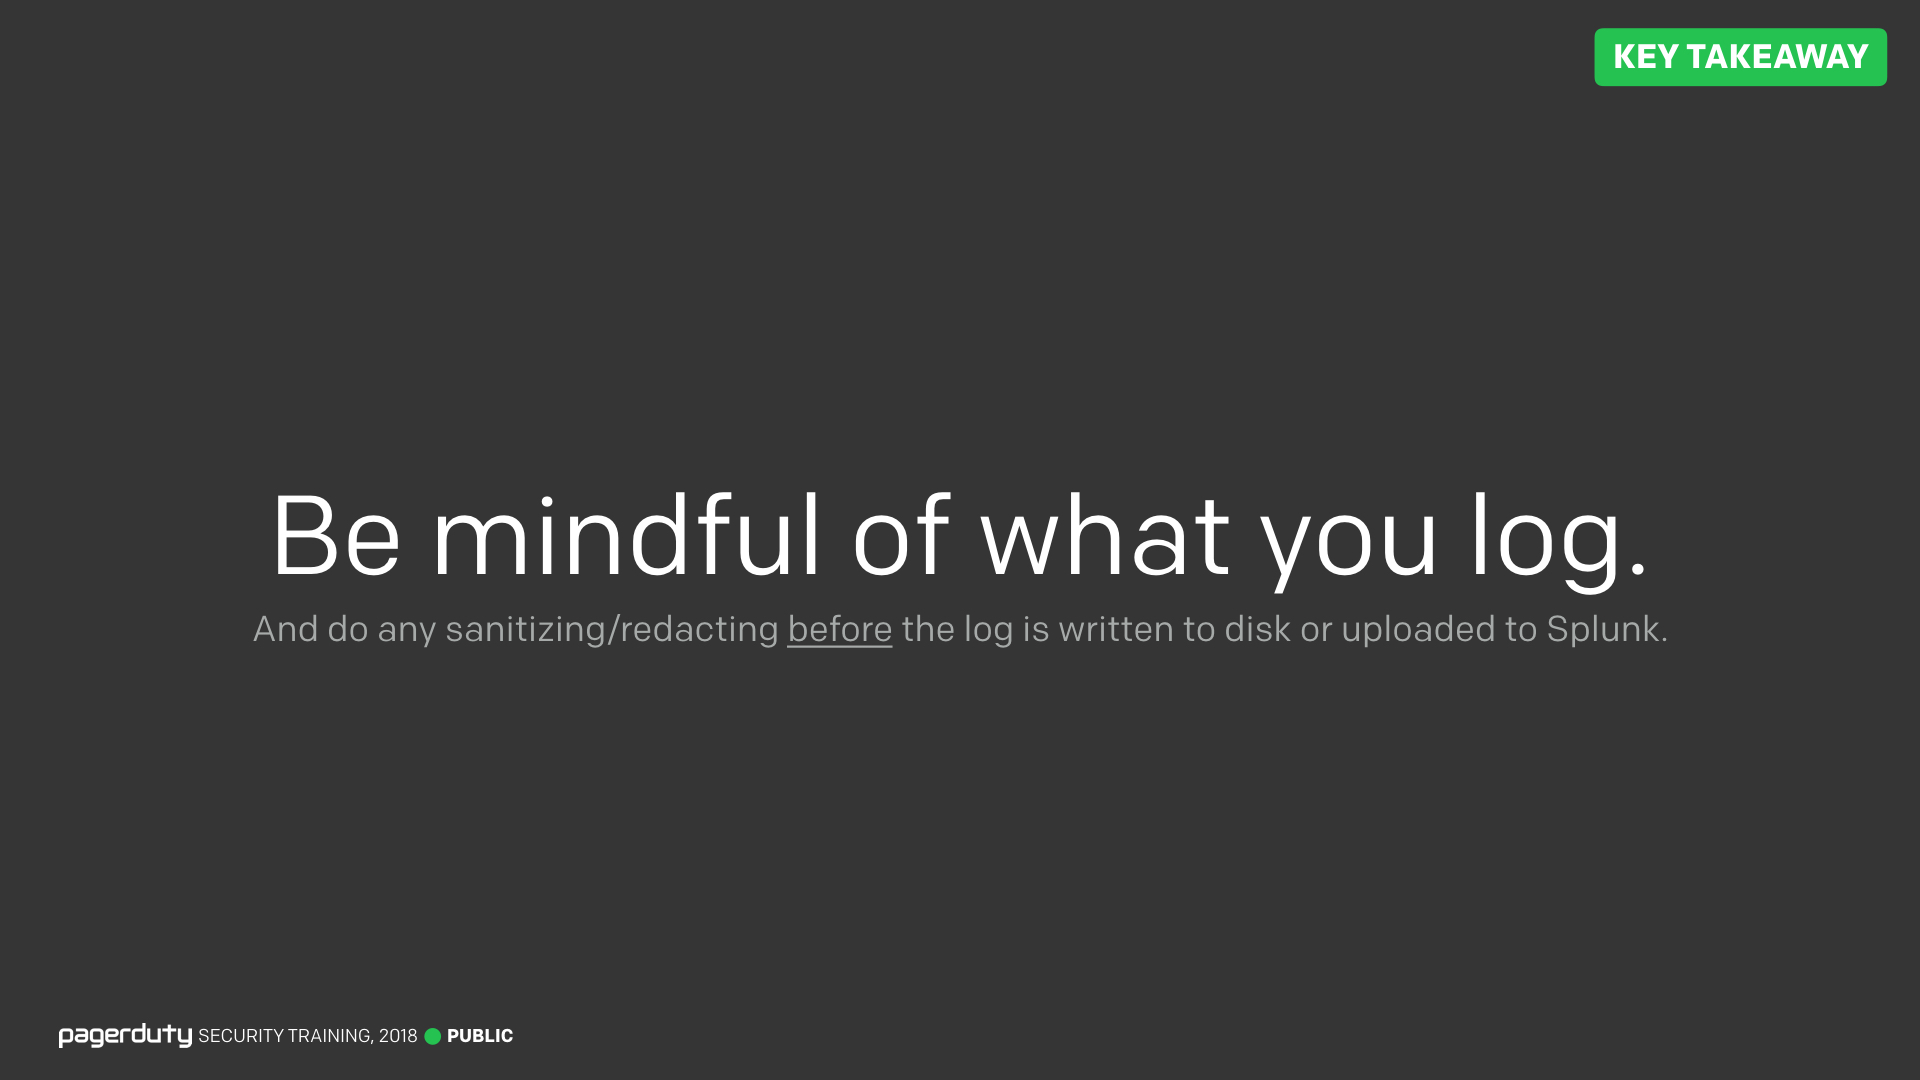 KEY TAKEAWAY
Be mindful of what you log.
And do any sanitizing/redacting before the log is written to disk or uploaded to Splunk.
pagerduty SECURITY TRAINING, 2018 PUBLIC